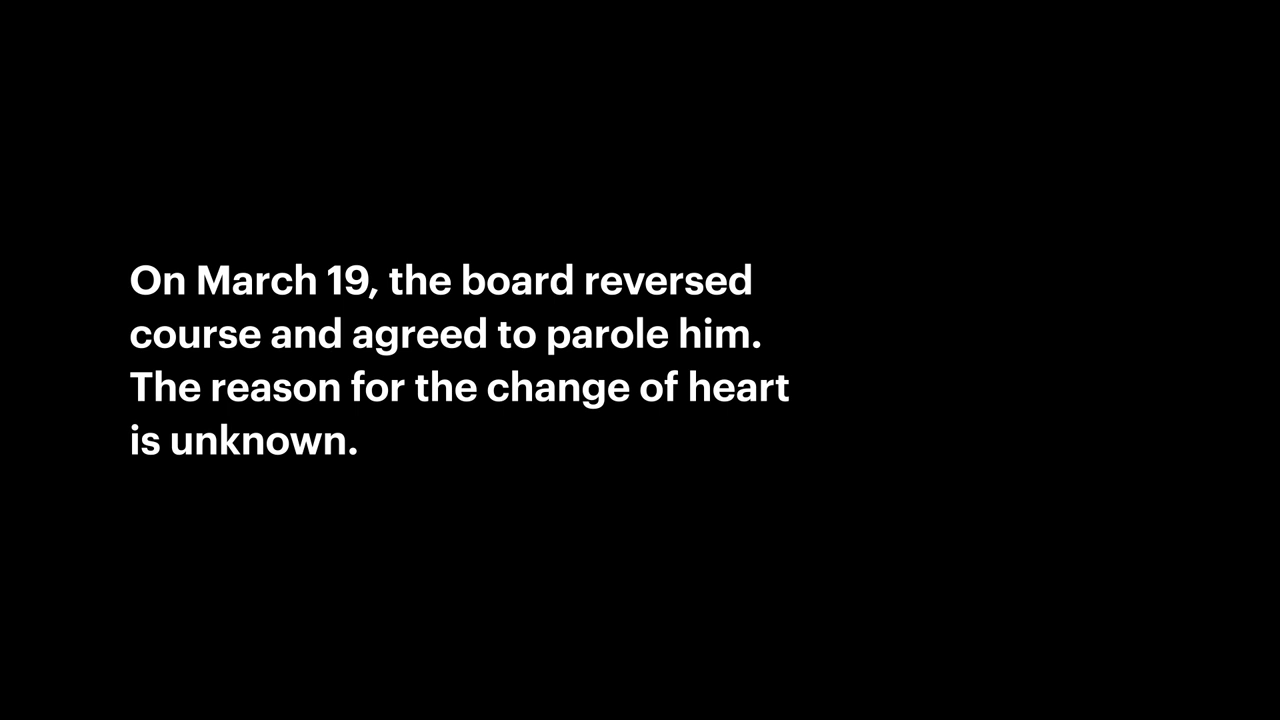 On March 19, the board reversed
course and agreed to parole him.
The reason for the change of heart
is unknown.